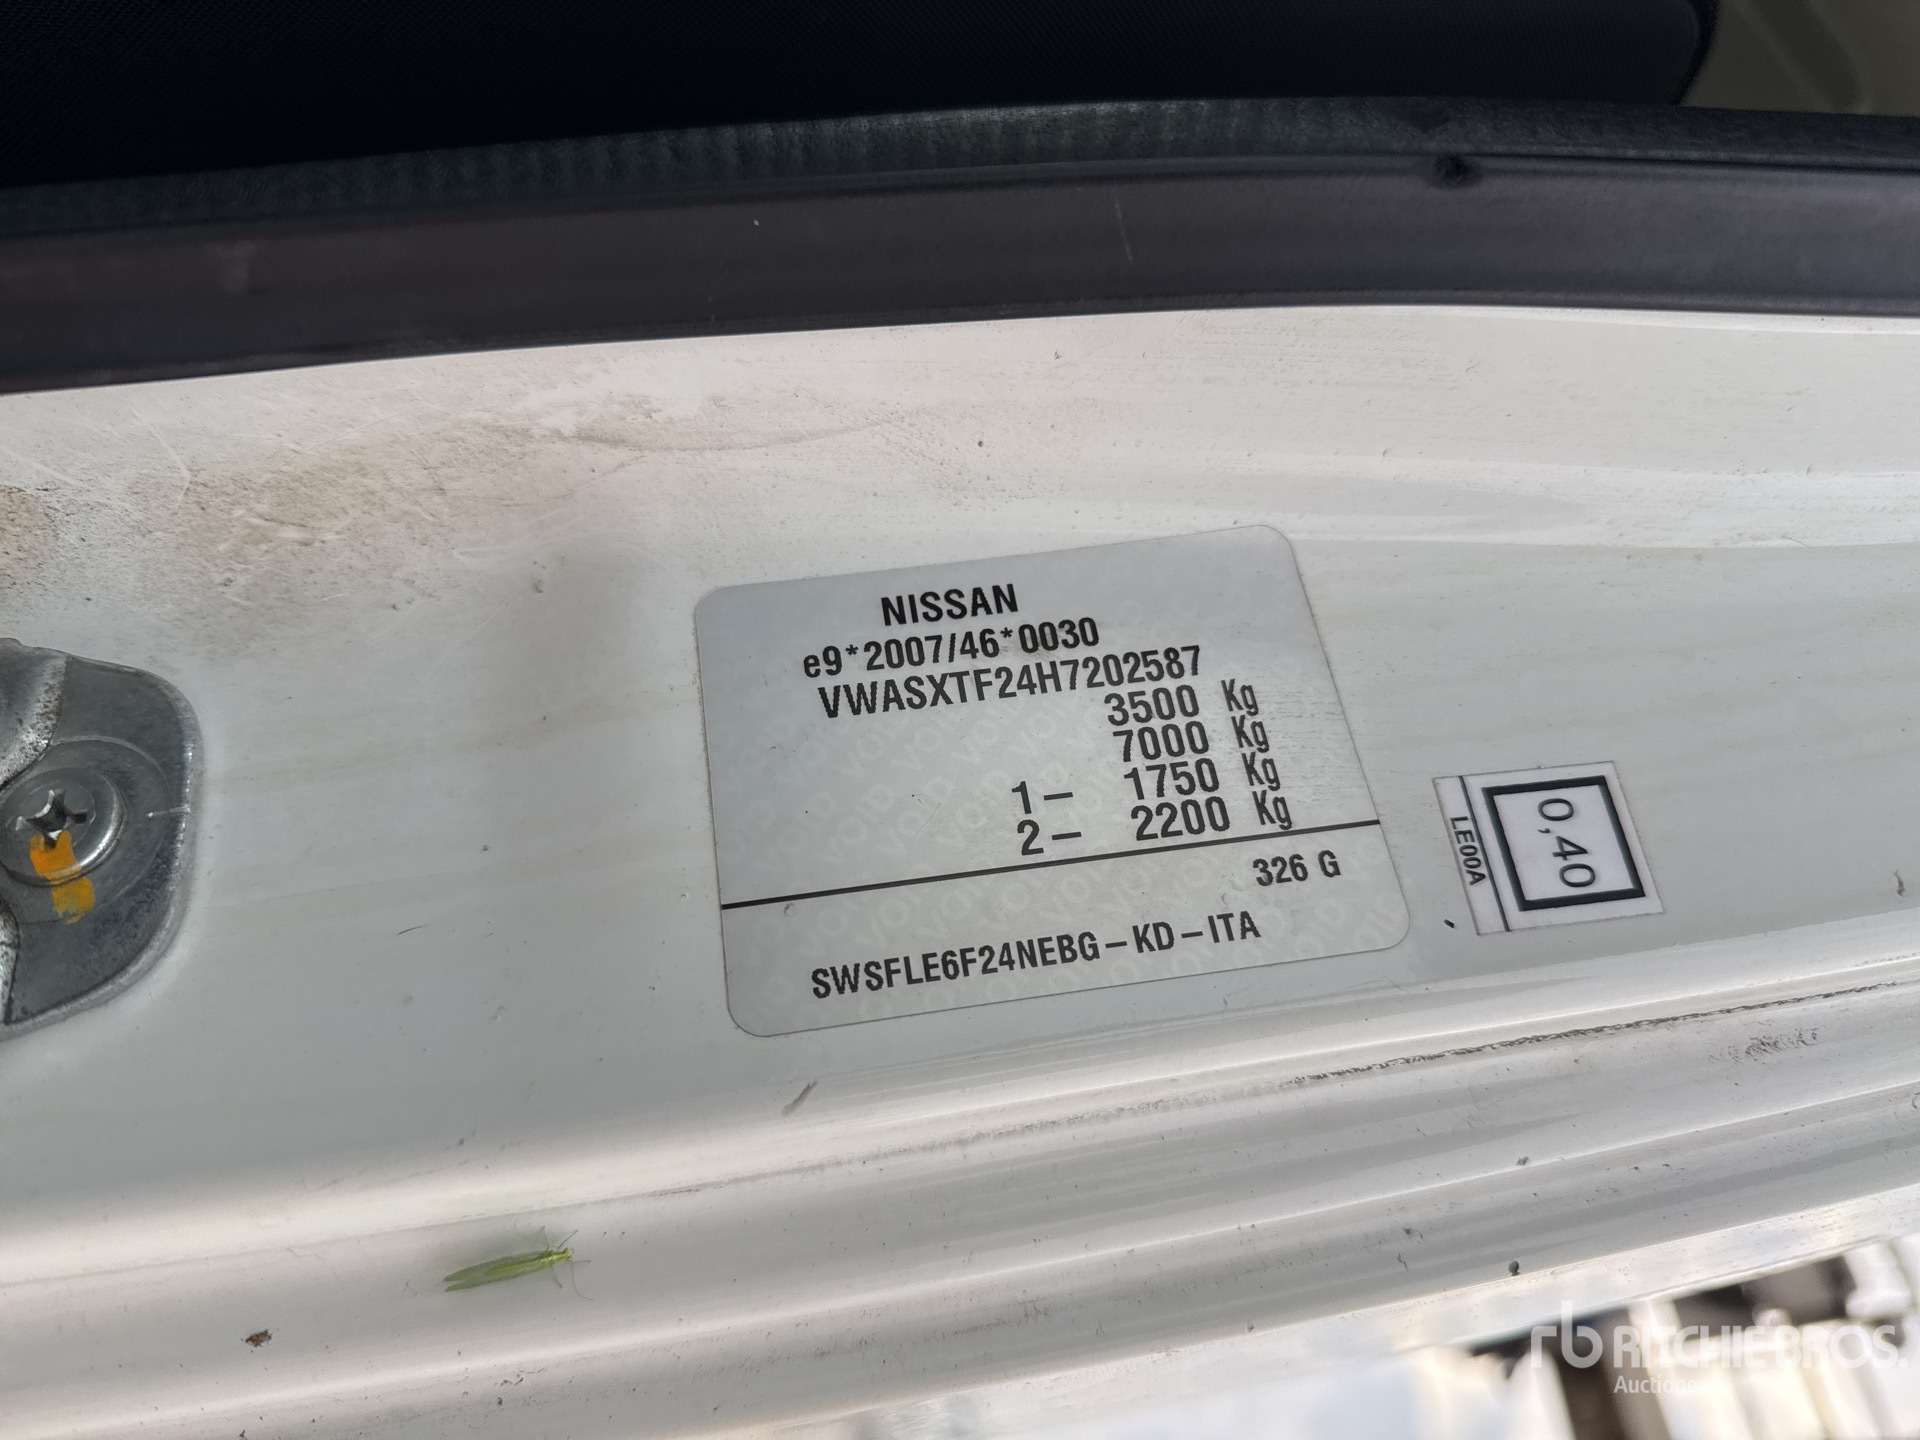 NISSAN
e9*2007/46*0030
VWASXTF24H7202587
3500 Kg
7000 Kg
1– 1750 Kg
2– 2200 Kg
326 G
SWSFLE6F24NEBG–KD–ITA
LE00A
0,40
rb RITCHIE BROS.